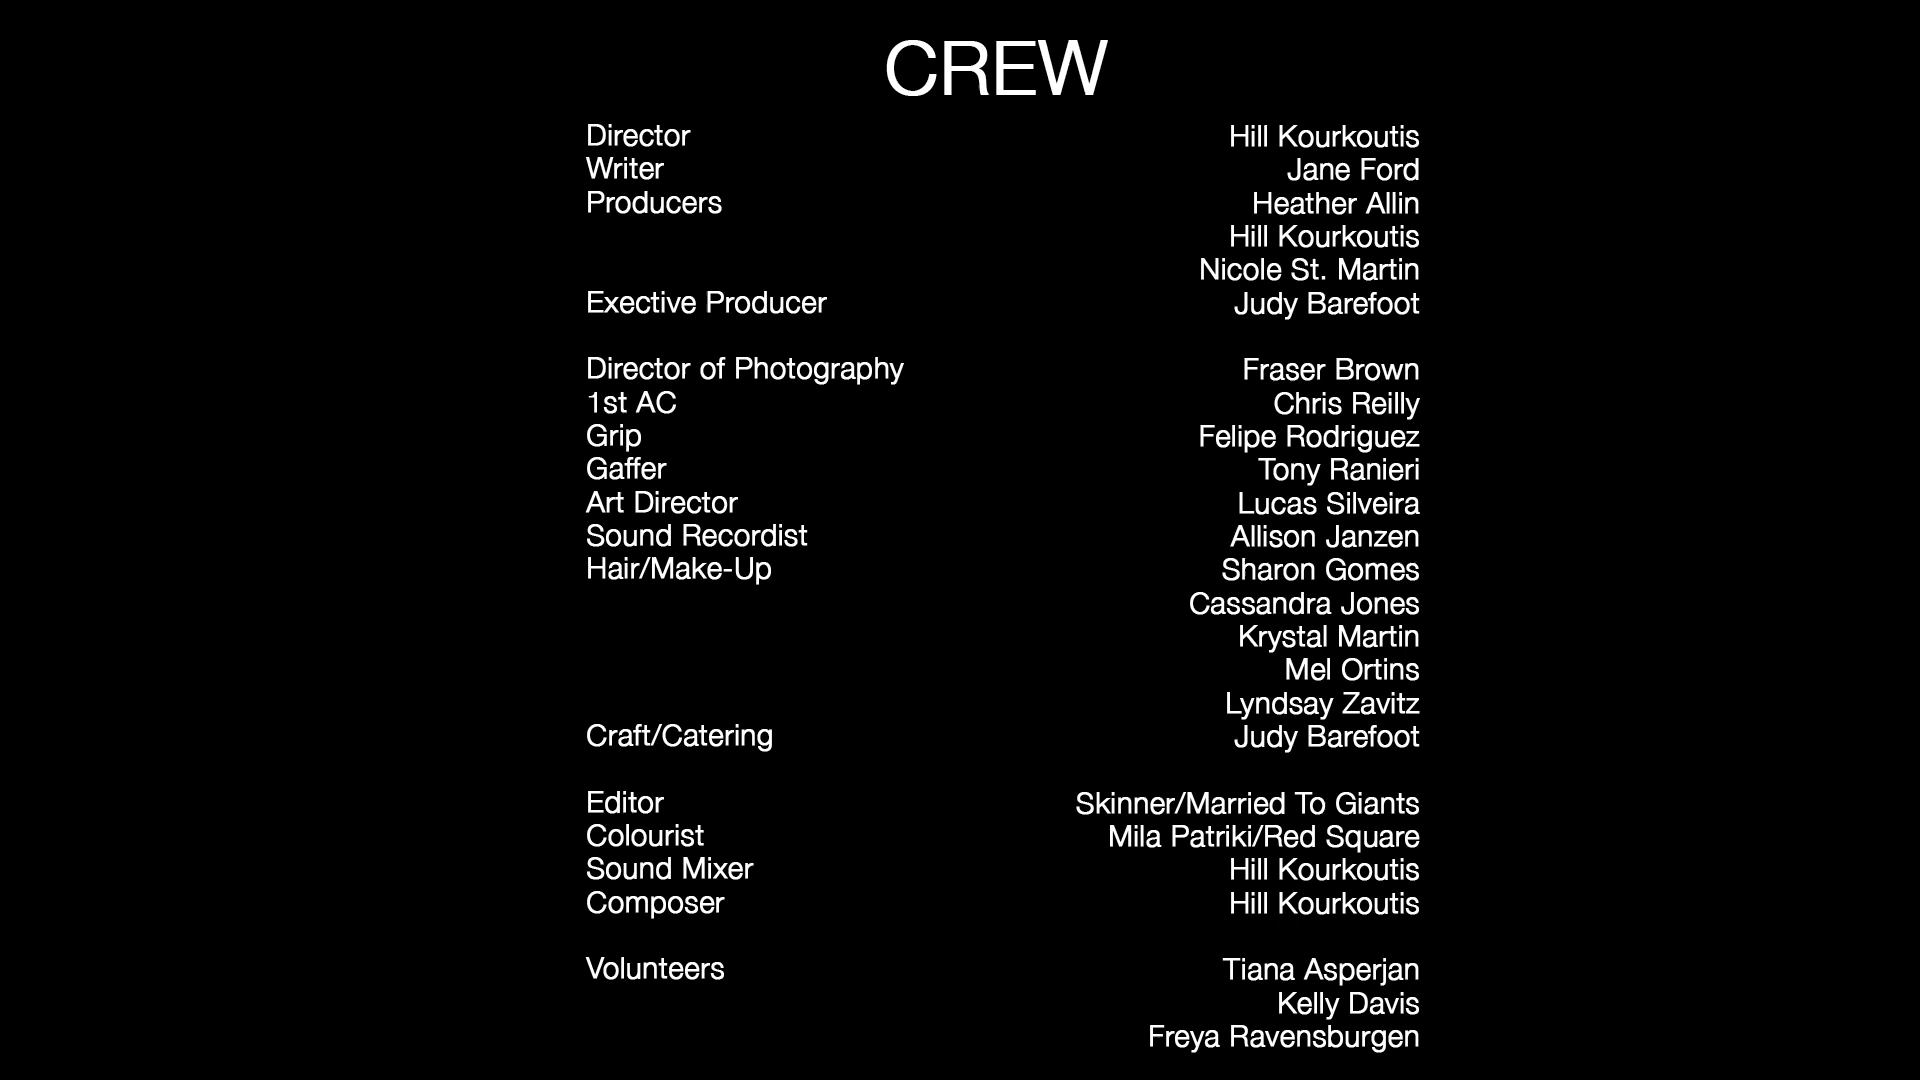 CREW
Director Hill Kourkoutis
Writer Jane Ford
Producers Heather Allin
Hill Kourkoutis
Nicole St. Martin
Exective Producer Judy Barefoot
Director of Photography Fraser Brown
1st AC Chris Reilly
Grip Felipe Rodriguez
Gaffer Tony Ranieri
Art Director Lucas Silveira
Sound Recordist Allison Janzen
Hair/Make-Up Sharon Gomes
Cassandra Jones
Krystal Martin
Mel Ortins
Lyndsay Zavitz
Craft/Catering Judy Barefoot
Editor Skinner/Married To Giants
Colourist Mila Patriki/Red Square
Sound Mixer Hill Kourkoutis
Composer Hill Kourkoutis
Volunteers Tiana Asperjan
Kelly Davis
Freya Ravensburgen